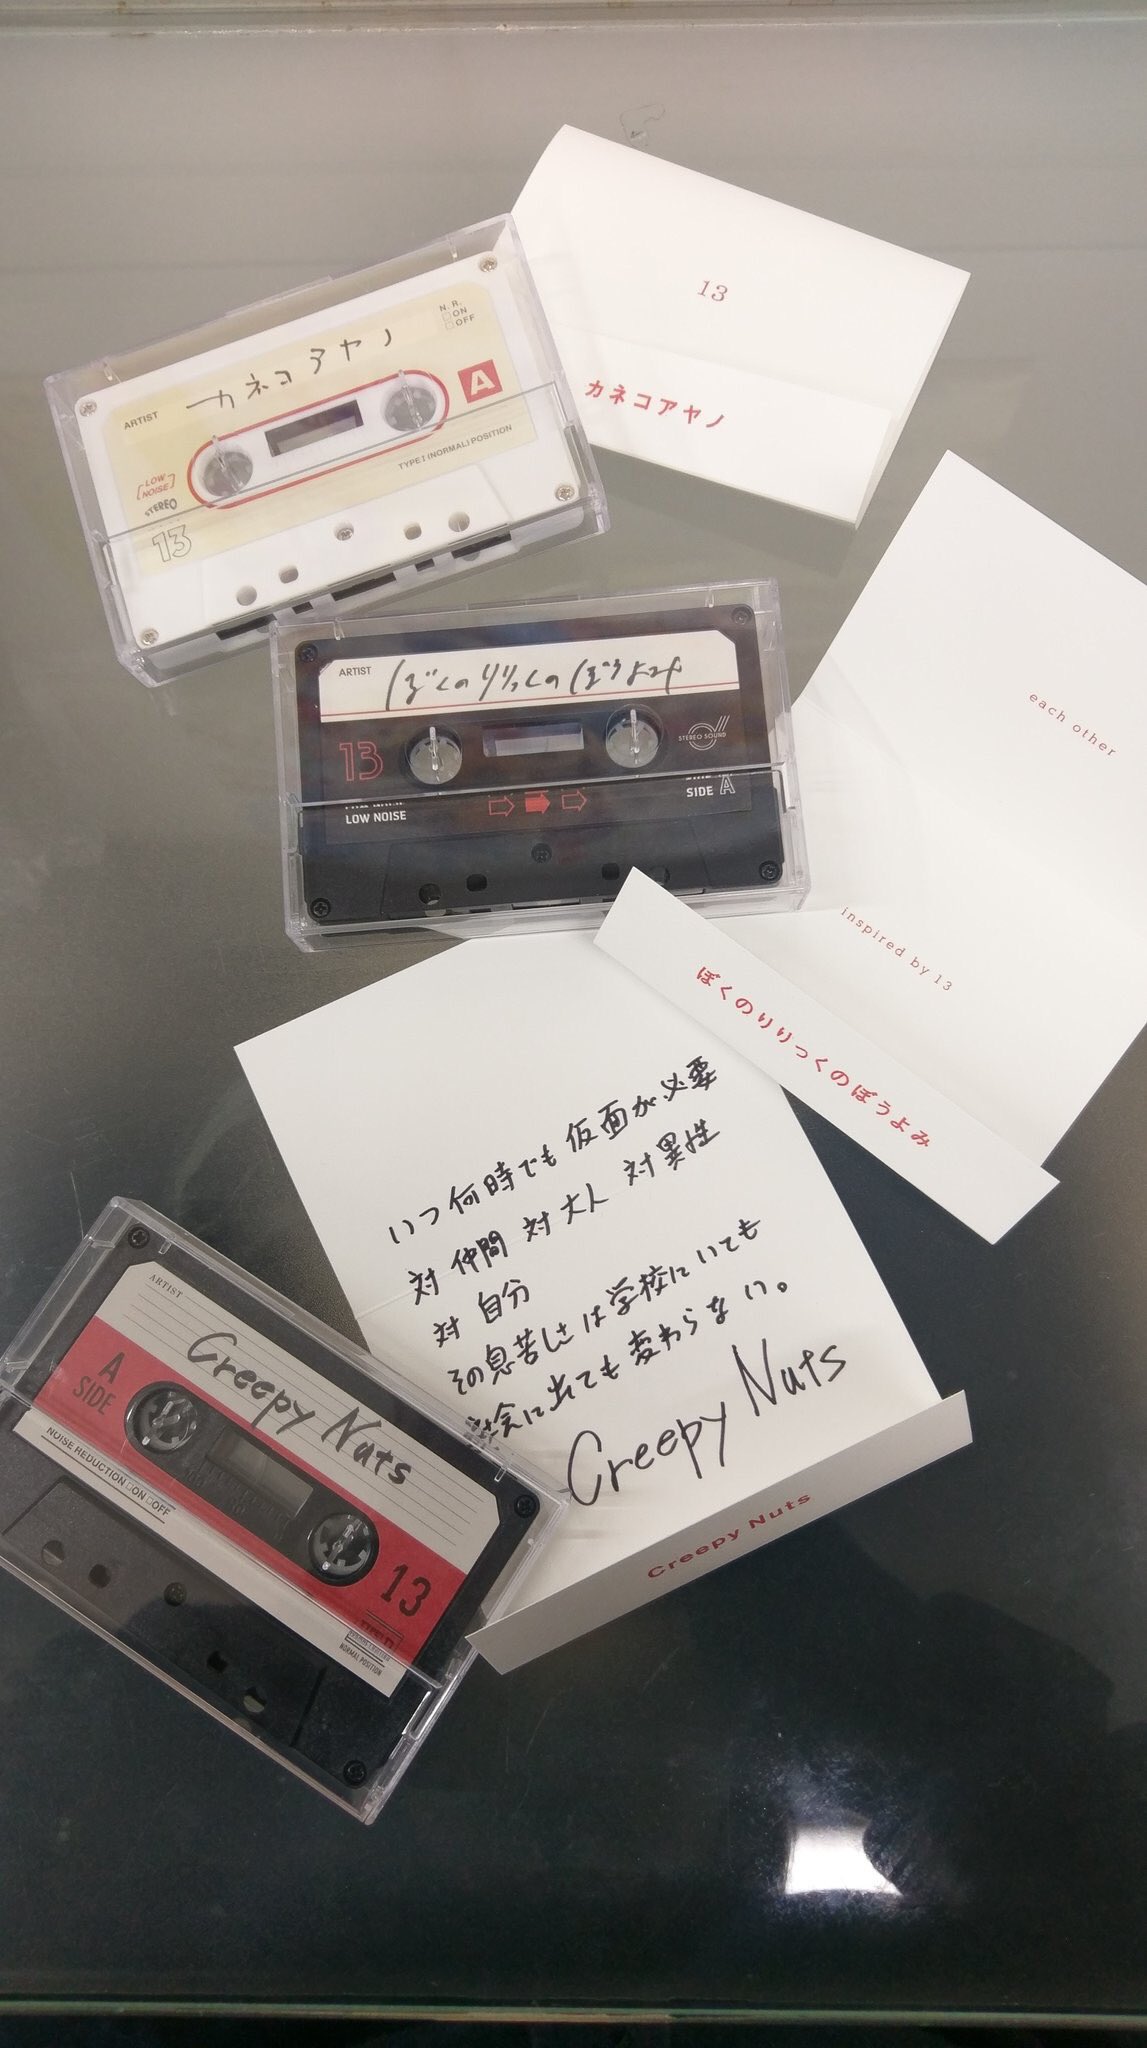 13
カネコアヤノ
N.R.
□ON
□OFF
ARTIST
カネコアヤノ
A
TYPE I (NORMAL) POSITION
[LOW NOISE]
STEREO
13
each other
inspired by 13
ぼくのりりっくのぼうよみ
ARTIST
ぼくのりりっくのぼうよみ
13
STEREO SOUND
SIDE A
LOW NOISE
いつ何時でも仮面が必要
対仲間 対大人 対異性
対自分
その息苦しさは学校にいても
社会に出ても変わらない。
Creepy Nuts
Creepy Nuts
ARTIST
Creepy Nuts
A
SIDE
NOISE REDUCTION □ON □OFF
13
NORMAL POSITION